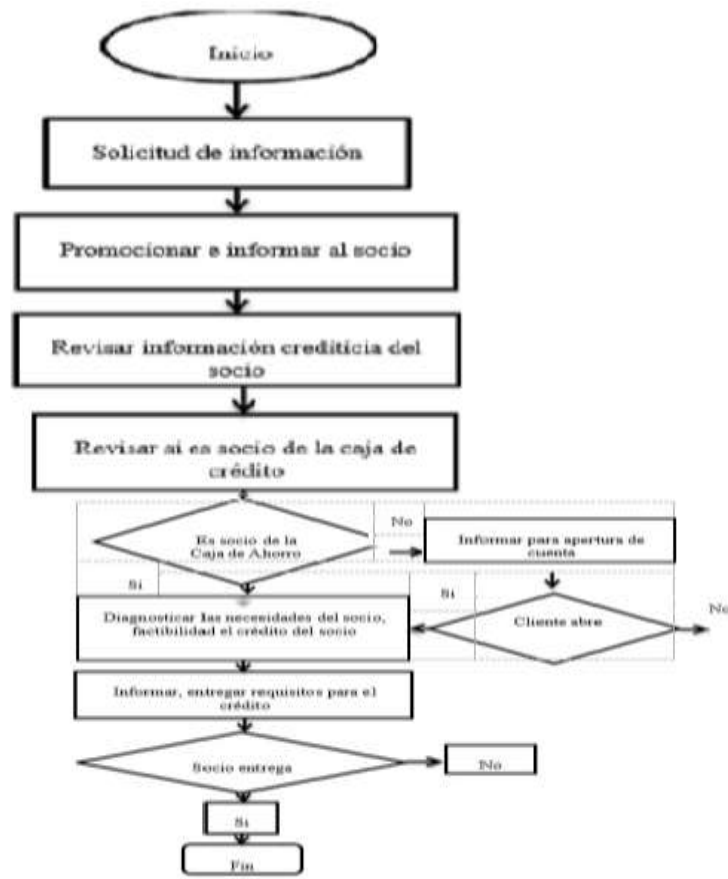 Inicio
Solicitud de información
Promocionar e informar al socio
Revisar información crediticia del
socio
Revisar si es socio de la caja de
crédito
Es socio de la
Caja de Ahorro
No
Informar para apertura de
cuenta
Si
Diagnosticar las necesidades del socio,
factibilidad el crédito del socio
Si
Cliente abre
No
Informar, entregar requisitos para el
crédito
Socio entrega
No
Si
Fin